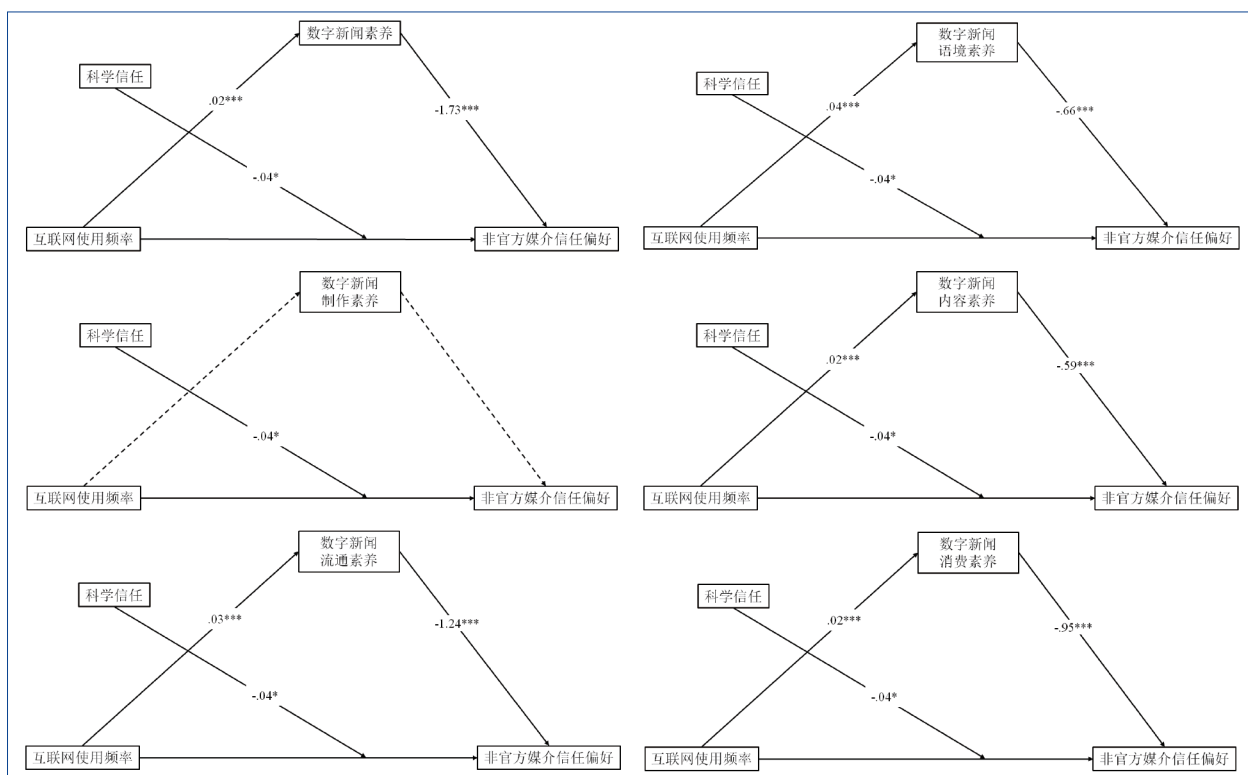 数字新闻素养
科学信任
.02***
-1.73***
-.04*
互联网使用频率
非官方媒介信任偏好
数字新闻
语境素养
科学信任
.04***
-.66***
-.04*
互联网使用频率
非官方媒介信任偏好
数字新闻
制作素养
科学信任
-.04*
互联网使用频率
非官方媒介信任偏好
数字新闻
内容素养
科学信任
.02***
-.59***
-.04*
互联网使用频率
非官方媒介信任偏好
数字新闻
流通素养
科学信任
.03***
-1.24***
-.04*
互联网使用频率
非官方媒介信任偏好
数字新闻
消费素养
科学信任
.02***
-.95***
-.04*
互联网使用频率
非官方媒介信任偏好